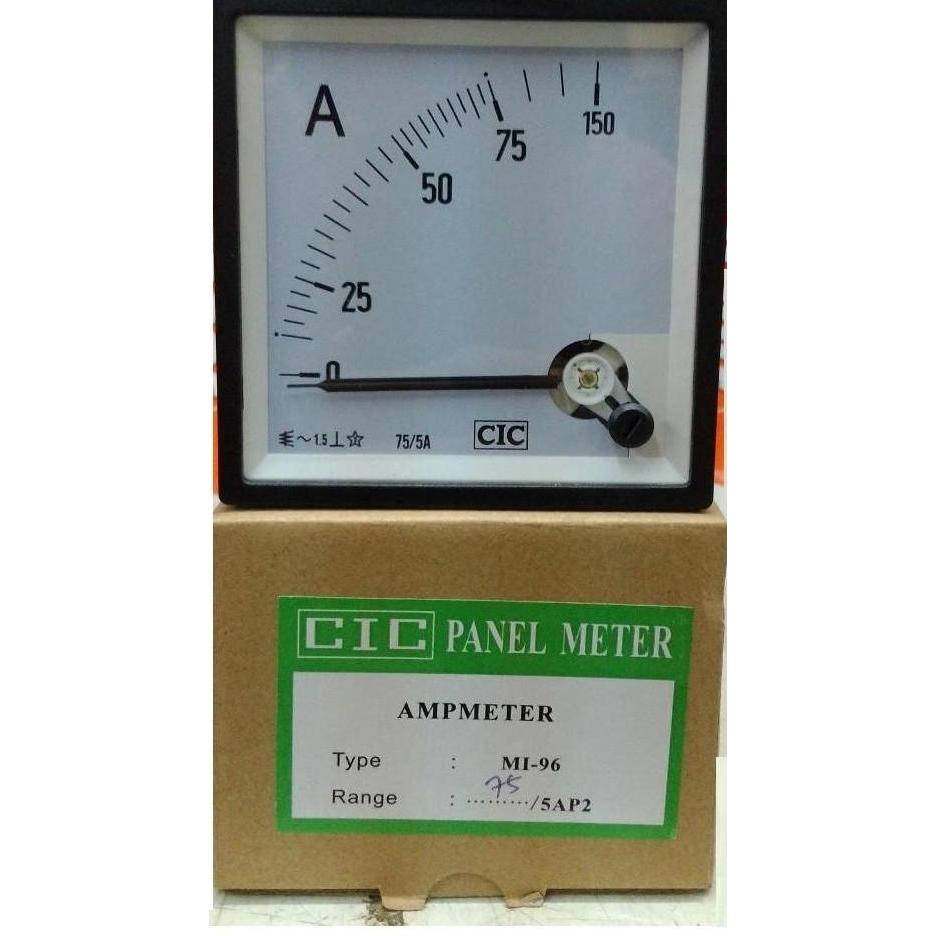 A
0
25
50
75
150
~ 1.5 ⊥ ☆ 75/5A CIC
CIC PANEL METER
AMPMETER
Type : MI-96
Range : ...75....../5AP2